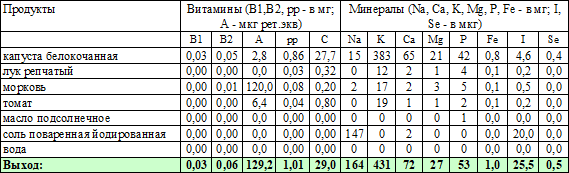 Продукты Витамины (B1,B2, pp - в мг; Минералы (Na, Ca, K, Mg, P, Fe - в мг; I,
А - мкг рет.экв) Se - в мкг)
B1 B2 A pp C Na K Ca Mg P Fe I Se
капуста белокочанная 0,03 0,05 2,8 0,86 27,7 15 383 65 21 42 0,8 4,6 0,4
лук репчатый 0,00 0,00 0,0 0,03 0,32 0 12 2 1 4 0,1 0,2 0,0
морковь 0,00 0,01 120,0 0,08 0,20 2 17 2 3 5 0,1 0,5 0,0
томат 0,00 0,00 6,4 0,04 0,80 0 19 1 1 2 0,1 0,2 0,0
масло подсолнечное 0,00 0,00 0,0 0,00 0,00 0 0 0 0 1 0,0 0,0 0,0
соль поваренная йодированная 0,00 0,00 0,0 0,00 0,00 147 0 2 0 0 0,0 20,0 0,0
вода 0,00 0,00 0,0 0,00 0,00 0 0 0 0 0 0,0 0,0 0,0
Выход: 0,03 0,06 129,2 1,01 29,0 164 431 72 27 53 1,0 25,5 0,5